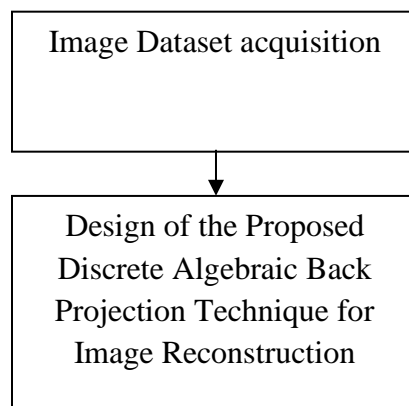 Image Dataset acquisition
Design of the Proposed
Discrete Algebraic Back
Projection Technique for
Image Reconstruction